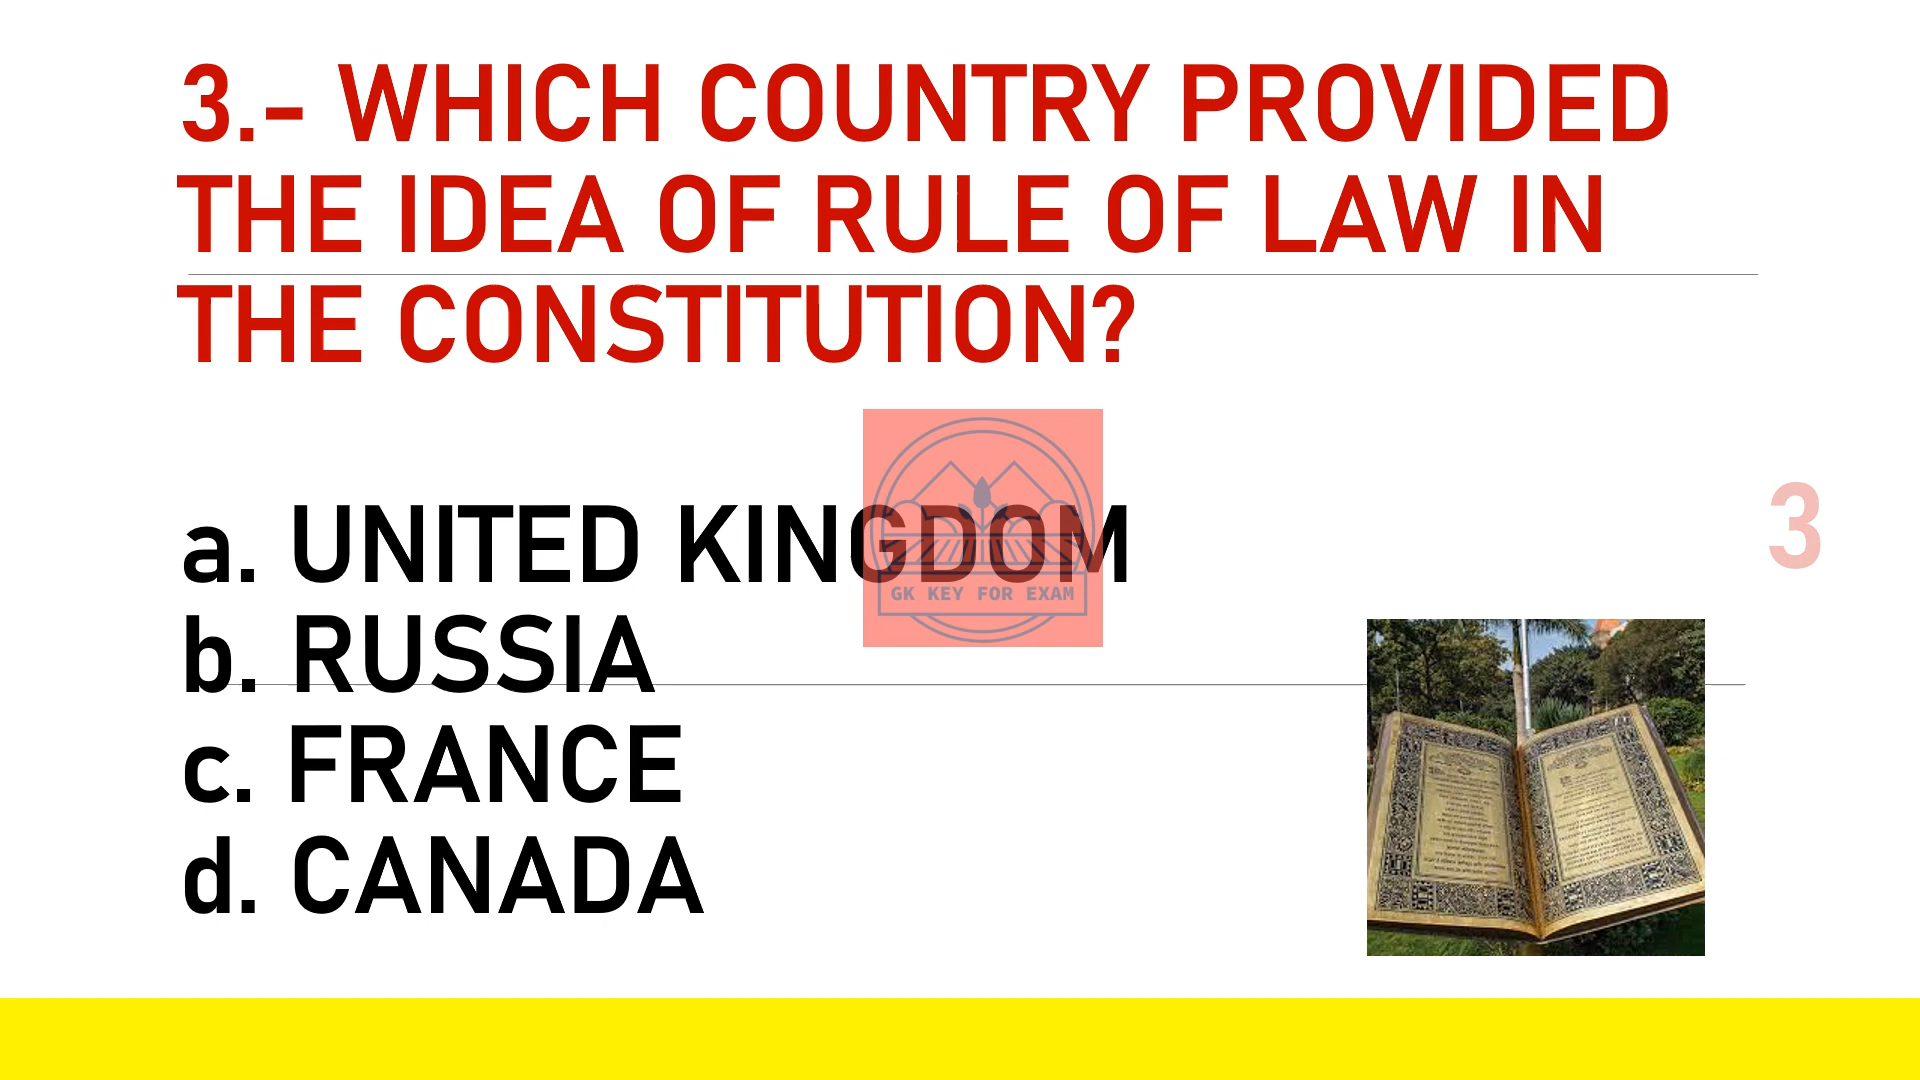 3.- WHICH COUNTRY PROVIDED
THE IDEA OF RULE OF LAW IN
THE CONSTITUTION?
a. UNITED KINGDOM
GK KEY FOR EXAM
3
b. RUSSIA
c. FRANCE
d. CANADA